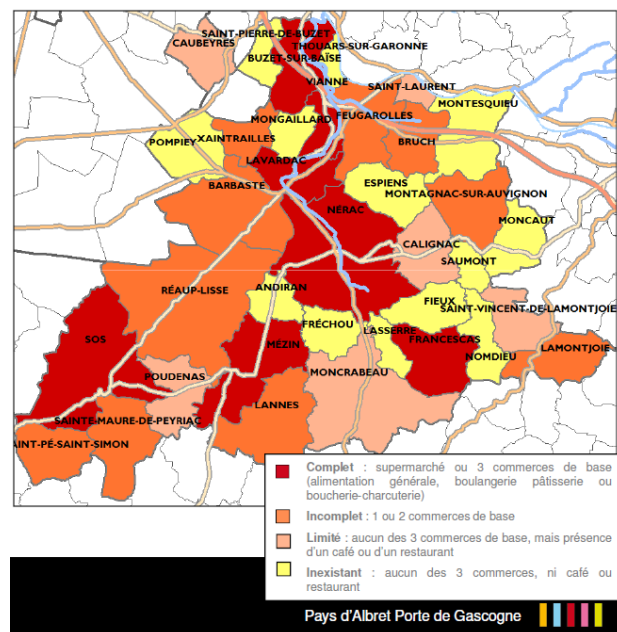 SAINT-PIERRE-DE-BUZET
CAUBEYRES
THOUARS-SUR-GARONNE
BUZET-SUR-BAÏSE
VIANNE
SAINT-LAURENT
MONTESQUIEU
MONGAILLARD
FEUGAROLLES
POMPIEY
XAINTRAILLES
BRUCH
LAVARDAC
BARBASTE
ESPIENS
MONTAGNAC-SUR-AUVIGNON
NÉRAC
MONCAUT
CALIGNAC
SAUMONT
RÉAUP-LISSE
ANDIRAN
FIEUX
SAINT-VINCENT-DE-LAMONTJOIE
FRÉCHOU
LASSERRE
SOS
MÉZIN
FRANCESCAS
LAMONTJOIE
NOMDIEU
POUDENAS
MONCRABEAU
LANNES
SAINTE-MAURE-DE-PEYRIAC
AINT-PÉ-SAINT-SIMON
Complet : supermarché ou 3 commerces de base
(alimentation générale, boulangerie pâtisserie ou
boucherie-charcuterie)
Incomplet : 1 ou 2 commerces de base
Limité : aucun des 3 commerces de base, mais présence
d'un café ou d'un restaurant
Inexistant : aucun des 3 commerces, ni café ou
restaurant
Pays d'Albret Porte de Gascogne